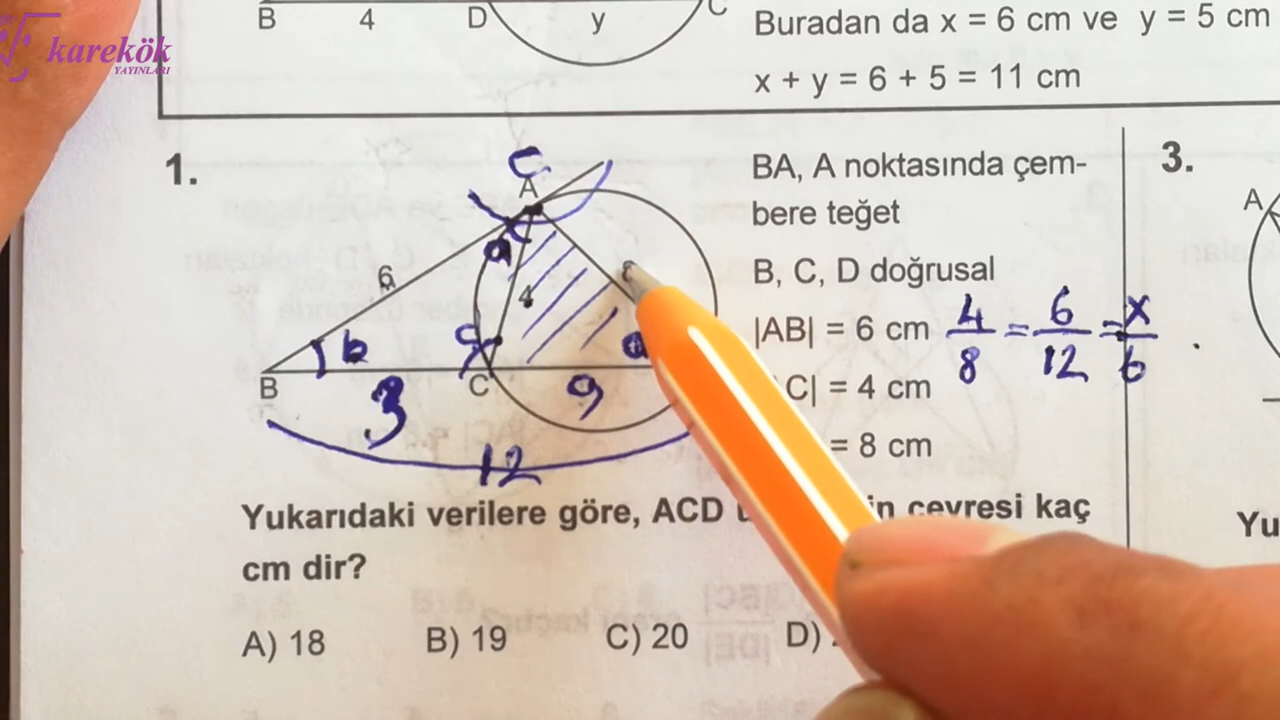 B 4 D y C
Buradan da x = 6 cm ve y = 5 cm
karekök
YAYINLARI
x + y = 6 + 5 = 11 cm
1.
c
A
a
6
4
b
B
3
C
9
12
BA, A noktasında çem-
bere teğet
B, C, D doğrusal
|AB| = 6 cm
C| = 4 cm
= 8 cm
4/8 = 6/12 = x/6
Yukarıdaki verilere göre, ACD
çevresi kaç
cm dir?
A) 18 B) 19 C) 20 D)
3.
A
Yu